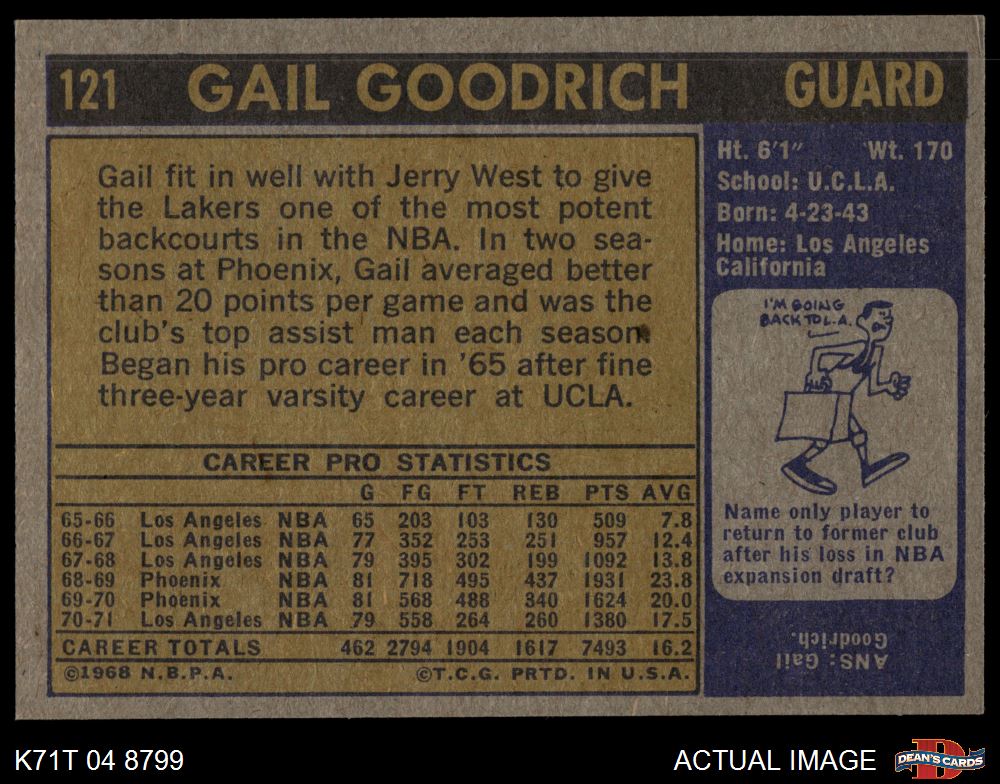 121 GAIL GOODRICH GUARD
Gail fit in well with Jerry West to give
the Lakers one of the most potent
backcourts in the NBA. In two sea-
sons at Phoenix, Gail averaged better
than 20 points per game and was the
club's top assist man each season.
Began his pro career in '65 after fine
three-year varsity career at UCLA.
CAREER PRO STATISTICS
G FG FT REB PTS AVG
65-66 Los Angeles NBA 65 203 103 130 509 7.8
66-67 Los Angeles NBA 77 352 253 251 957 12.4
67-68 Los Angeles NBA 79 395 302 199 1092 13.8
68-69 Phoenix NBA 81 718 495 437 1931 23.8
69-70 Phoenix NBA 81 568 488 340 1624 20.0
70-71 Los Angeles NBA 79 558 264 260 1380 17.5
CAREER TOTALS 462 2794 1904 1617 7493 16.2
©1968 N.B.P.A. ©T.C.G. PRTD. IN U.S.A.
Ht. 6'1" Wt. 170
School: U.C.L.A.
Born: 4-23-43
Home: Los Angeles
California
I'M GOING
BACK TO L.A.
Name only player to
return to former club
after his loss in NBA
expansion draft?
ANS: Gail
Goodrich.
K71T 04 8799 ACTUAL IMAGE
D
DEAN'S CARDS